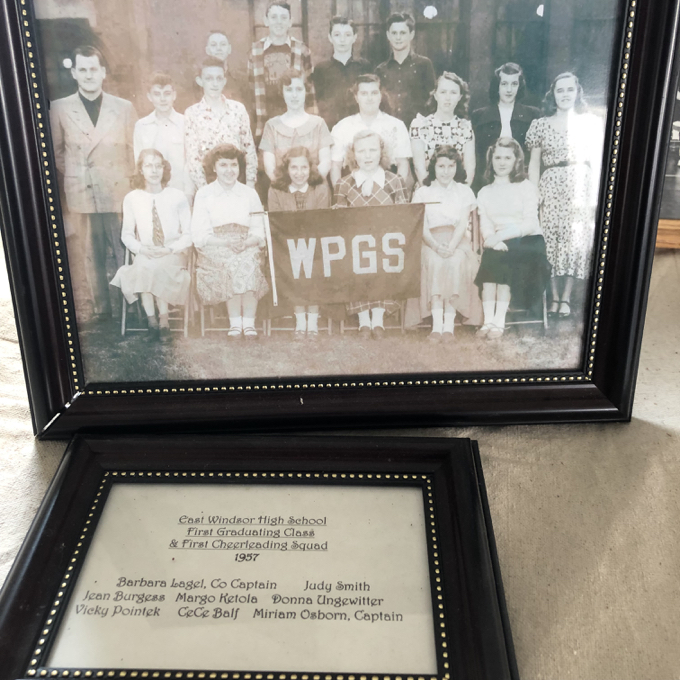 WPGS
East Windsor High School
First Graduating Class
& First Cheerleading Squad
1957
Barbara Lagel, Co Captain Judy Smith
Jean Burgess Margo Ketola Donna Ungewitter
Vicky Pointek CeCe Balf Miriam Osborn, Captain